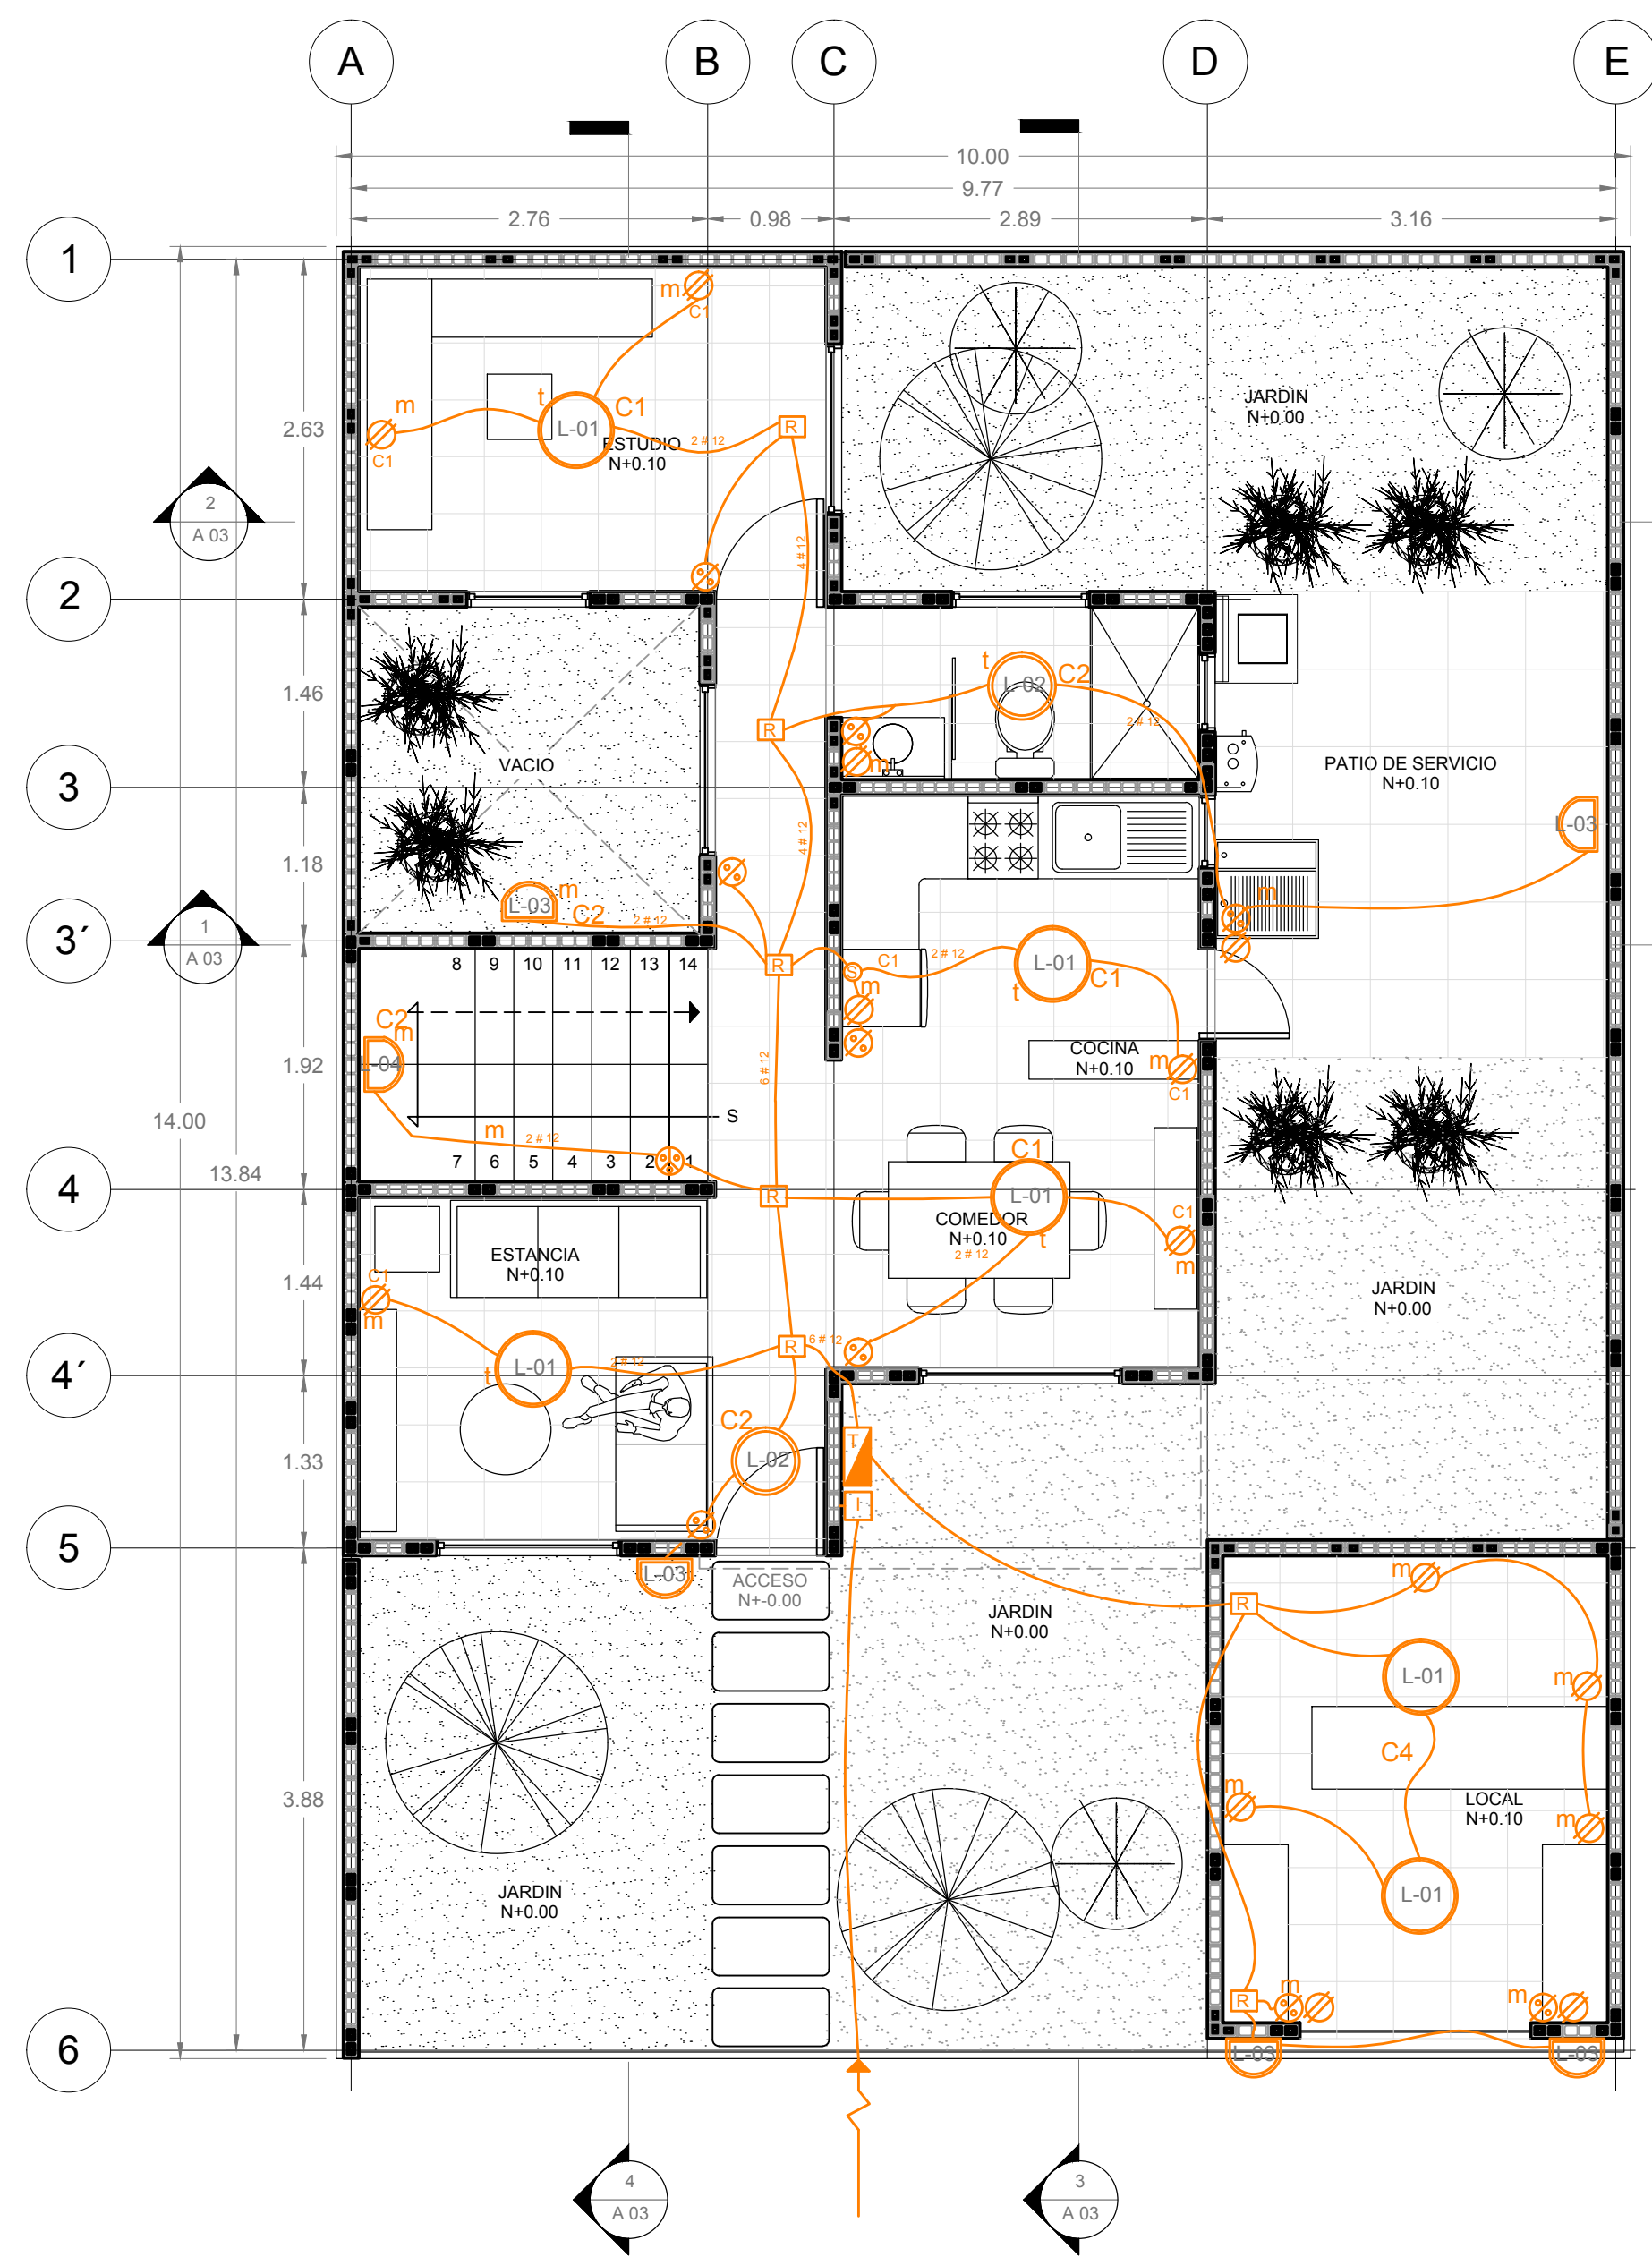 A
B
C
D
E
10.00
9.77
2.76
0.98
2.89
3.16
1
2
3
3´
4
4´
5
6
2.63
1.46
1.18
1.92
1.44
1.33
3.88
14.00
13.84
2
A 03
1
A 03
m
C1
m
C1
t
C1
L-01
ESTUDIO
N+0.10
2 # 12
R
4 # 12
JARDIN
N+0.00
t
C2
L-02
2 # 12
R
m
VACIO
PATIO DE SERVICIO
N+0.10
L-03
m
4 # 12
L-03
m
C2
2 # 12
R
S
C1
2 # 12
m
L-01
t
C1
8 9 10 11 12 13 14
C2
m
L-04
6 # 12
COCINA
N+0.10
m
C1
S
m
2 # 12
7 6 5 4 3 2 1
R
C1
L-01
COMEDOR
N+0.10
2 # 12
t
C1
m
ESTANCIA
N+0.10
C1
m
JARDIN
N+0.00
L-01
t
2 # 12
R
6 # 12
C2
L-02
T
I
L-03
ACCESO
N+-0.00
JARDIN
N+0.00
R
m
L-01
m
C4
m
LOCAL
N+0.10
m
L-01
JARDIN
N+0.00
R
m
m
L-03
L-03
4
A 03
3
A 03